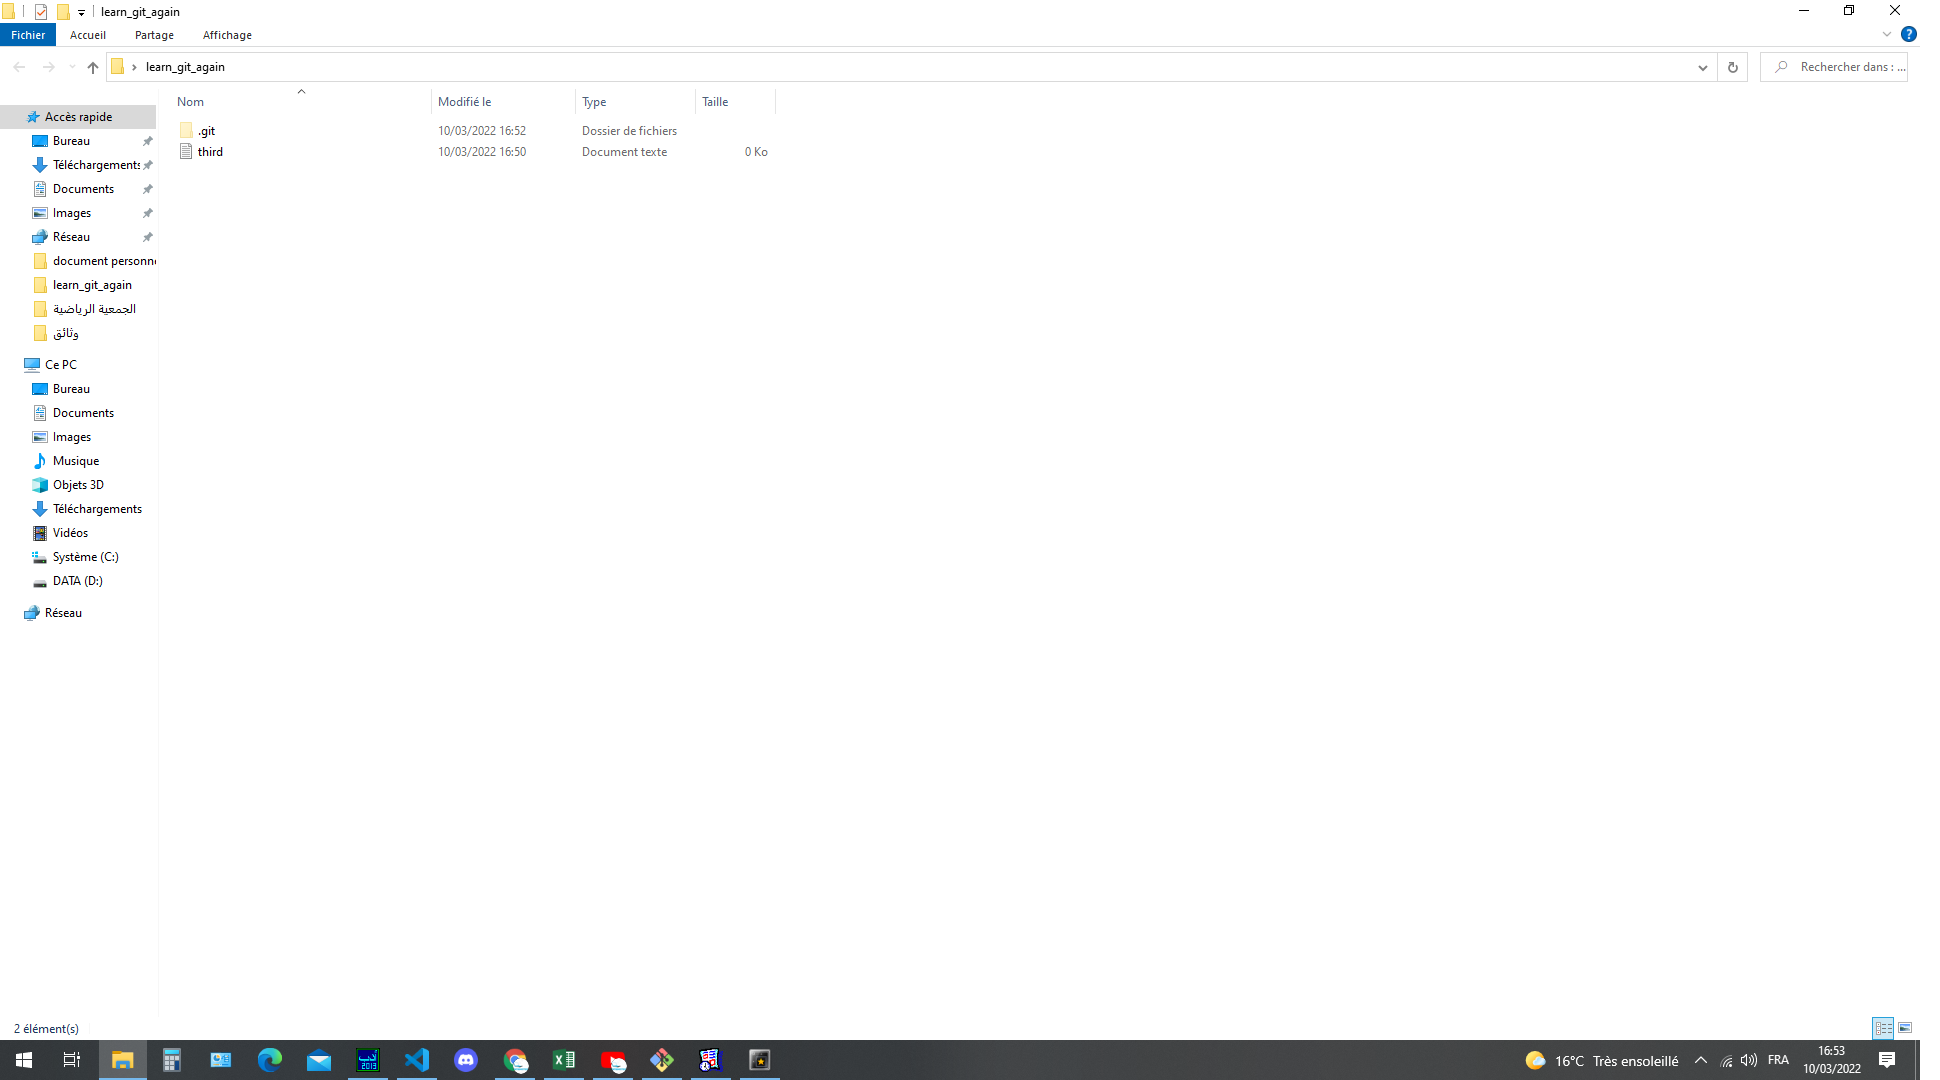 learn_git_again
Fichier Accueil Partage Affichage
learn_git_again Rechercher dans : ...
Nom Modifié le Type Taille
.git 10/03/2022 16:52 Dossier de fichiers
third 10/03/2022 16:50 Document texte 0 Ko
Accès rapide
Bureau
Téléchargements
Documents
Images
Réseau
document personne
learn_git_again
الجمعية الرياضية
وثائق
Ce PC
Bureau
Documents
Images
Musique
Objets 3D
Téléchargements
Vidéos
Système (C:)
DATA (D:)
Réseau
2 élément(s)
2013
16°C Très ensoleillé FRA 16:53
10/03/2022